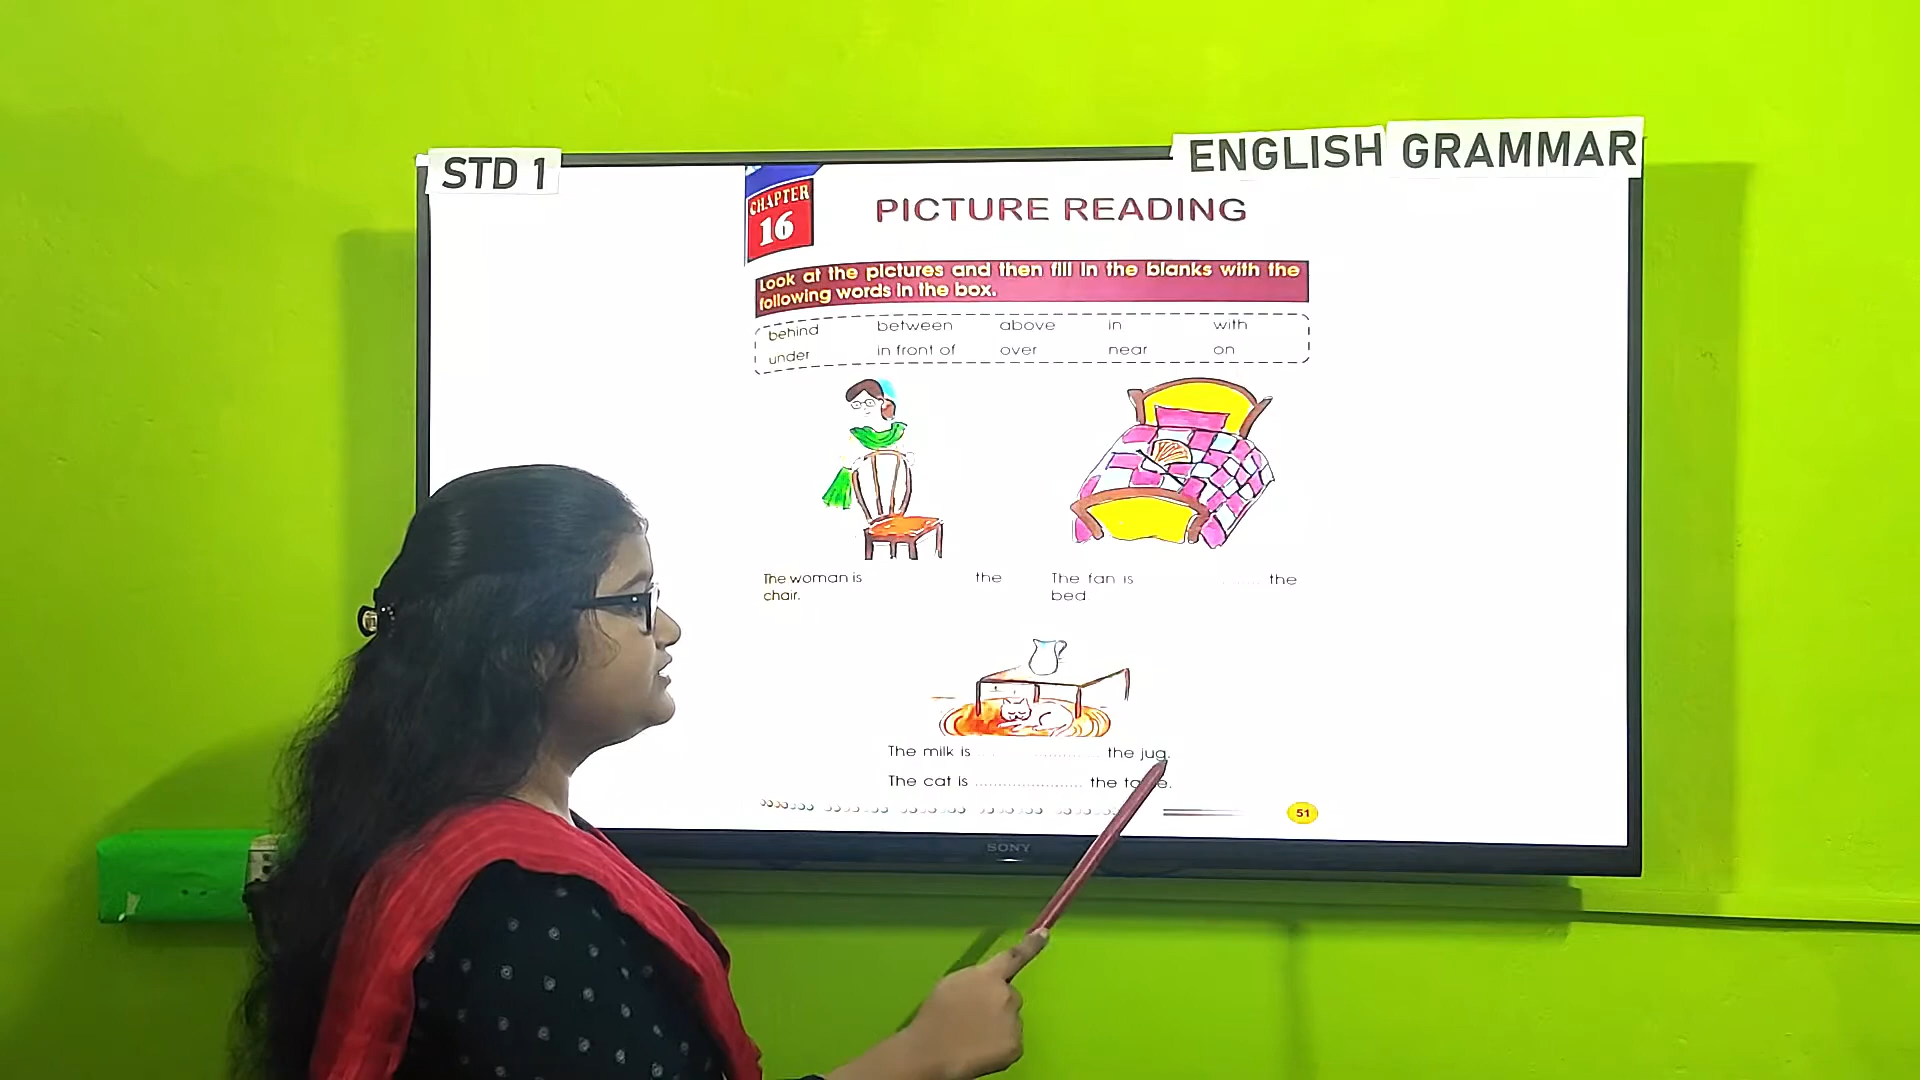 STD 1
ENGLISH GRAMMAR
CHAPTER
16
PICTURE READING
Look at the pictures and then fill in the blanks with the
following words in the box.
behind between above in with
under in front of over near on
The woman is the
chair.
The fan is ........ the
bed
The milk is .................. the jug.
The cat is ........................ the
51
SONY